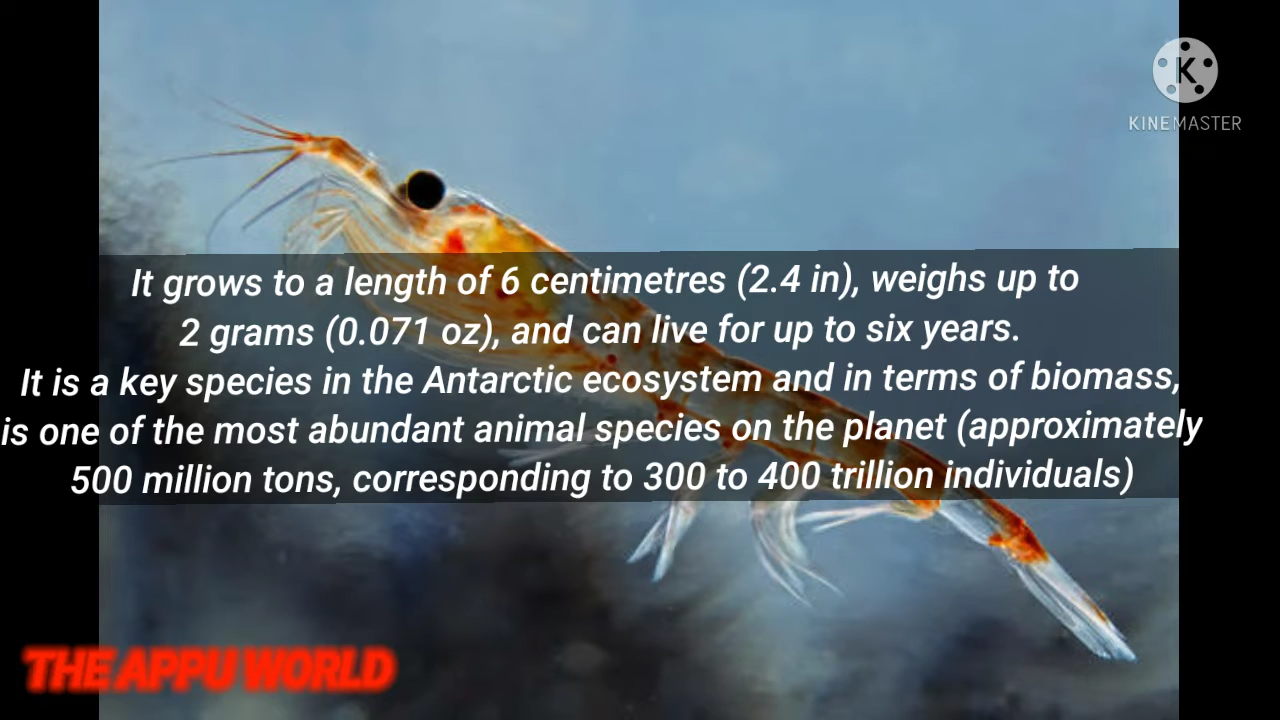 K
KINEMASTER
It grows to a length of 6 centimetres (2.4 in), weighs up to
2 grams (0.071 oz), and can live for up to six years.
It is a key species in the Antarctic ecosystem and in terms of biomass,
is one of the most abundant animal species on the planet (approximately
500 million tons, corresponding to 300 to 400 trillion individuals)
THE APPU WORLD